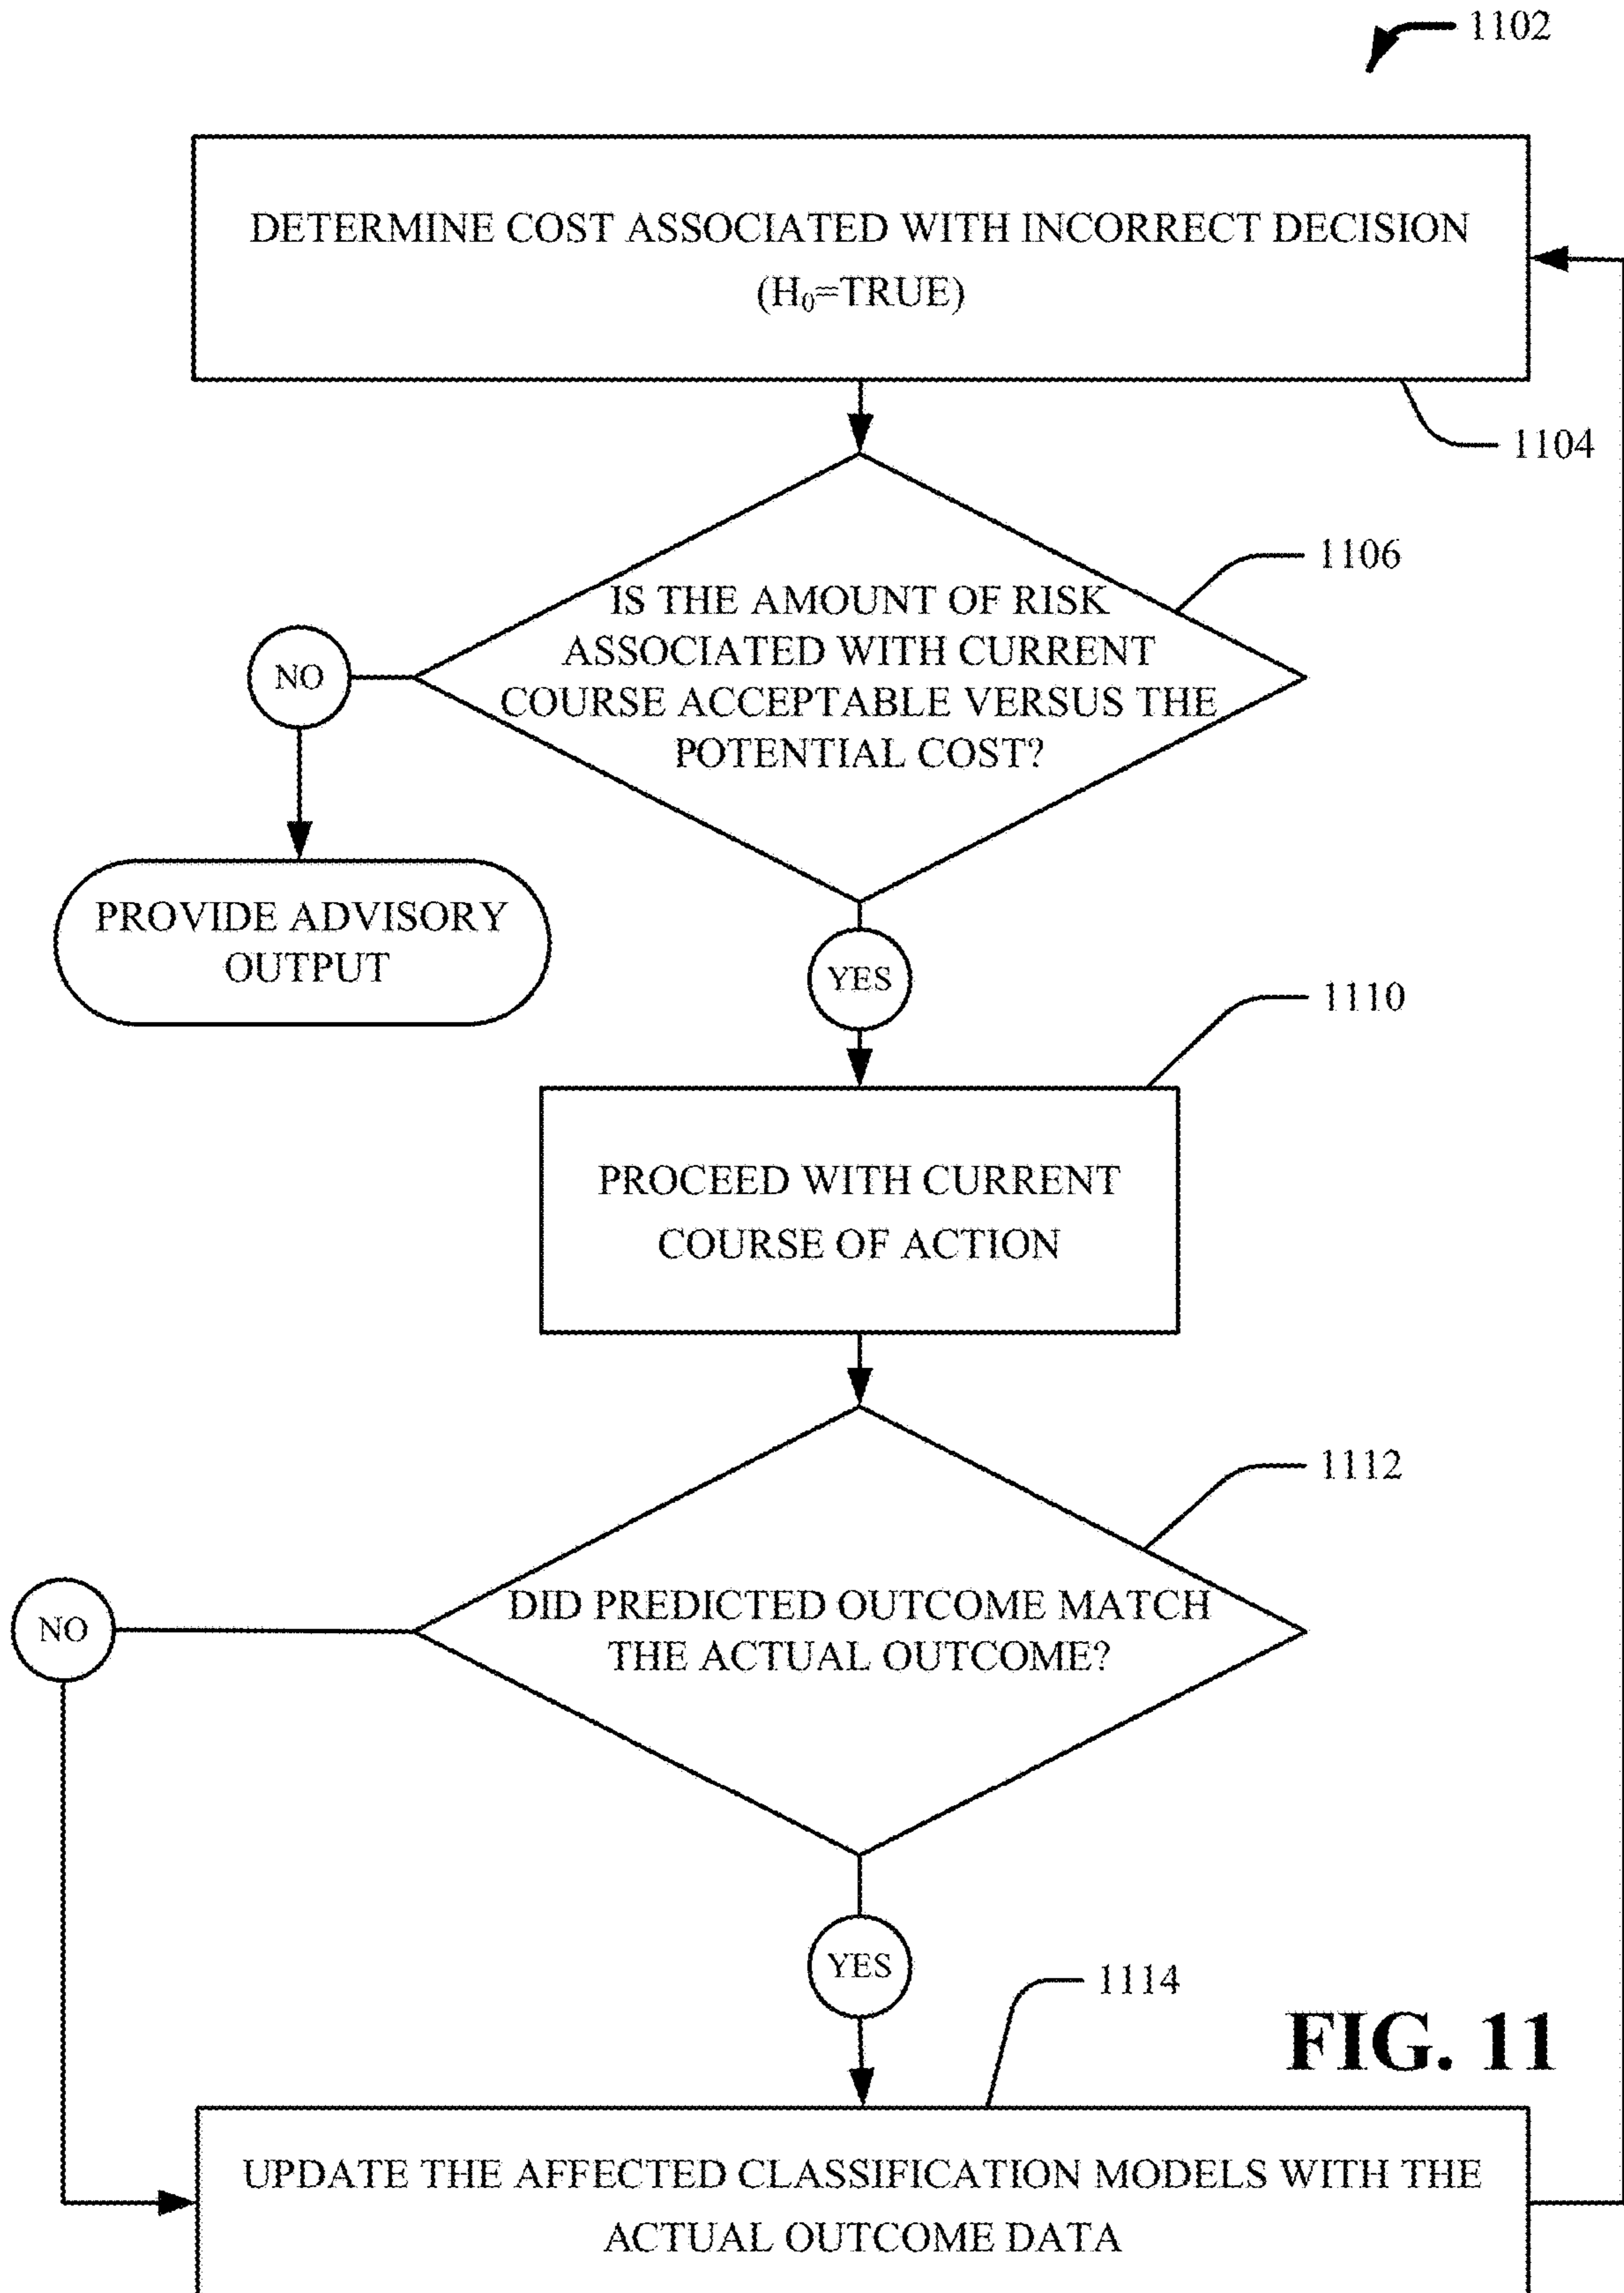 1102
DETERMINE COST ASSOCIATED WITH INCORRECT DECISION
(H₀=TRUE)
1104
1106
IS THE AMOUNT OF RISK
ASSOCIATED WITH CURRENT
COURSE ACCEPTABLE VERSUS THE
POTENTIAL COST?
NO
PROVIDE ADVISORY
OUTPUT
YES
1110
PROCEED WITH CURRENT
COURSE OF ACTION
1112
DID PREDICTED OUTCOME MATCH
THE ACTUAL OUTCOME?
NO
YES
1114
FIG. 11
UPDATE THE AFFECTED CLASSIFICATION MODELS WITH THE
ACTUAL OUTCOME DATA